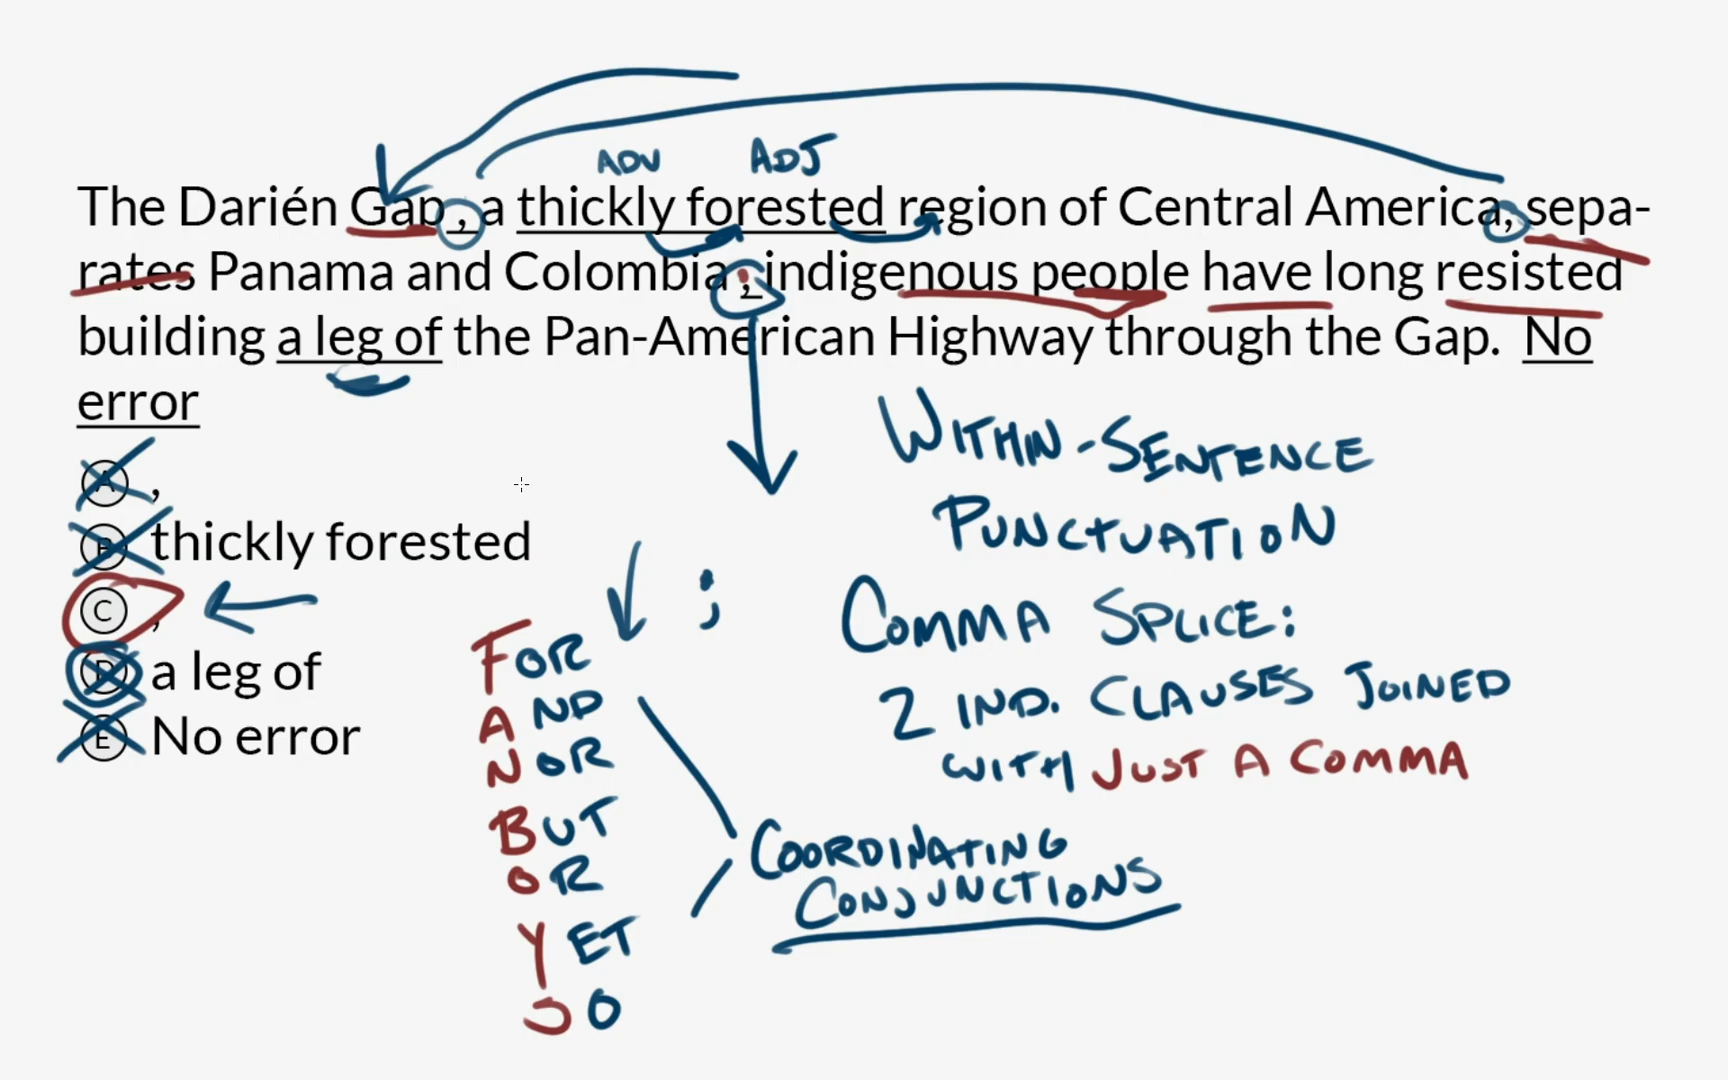 ADV ADJ
The Darién Gap , a thickly forested region of Central America, sepa-
rates Panama and Colombia , indigenous people have long resisted
building a leg of the Pan-American Highway through the Gap. No
error
A ,
B thickly forested
C ,
D a leg of
E No error
WITHIN-SENTENCE
PUNCTUATION
;
COMMA SPLICE:
2 IND. CLAUSES JOINED
WITH JUST A COMMA
FOR
AND
NOR
BUT
OR
YET
SO
COORDINATING
CONJUNCTIONS